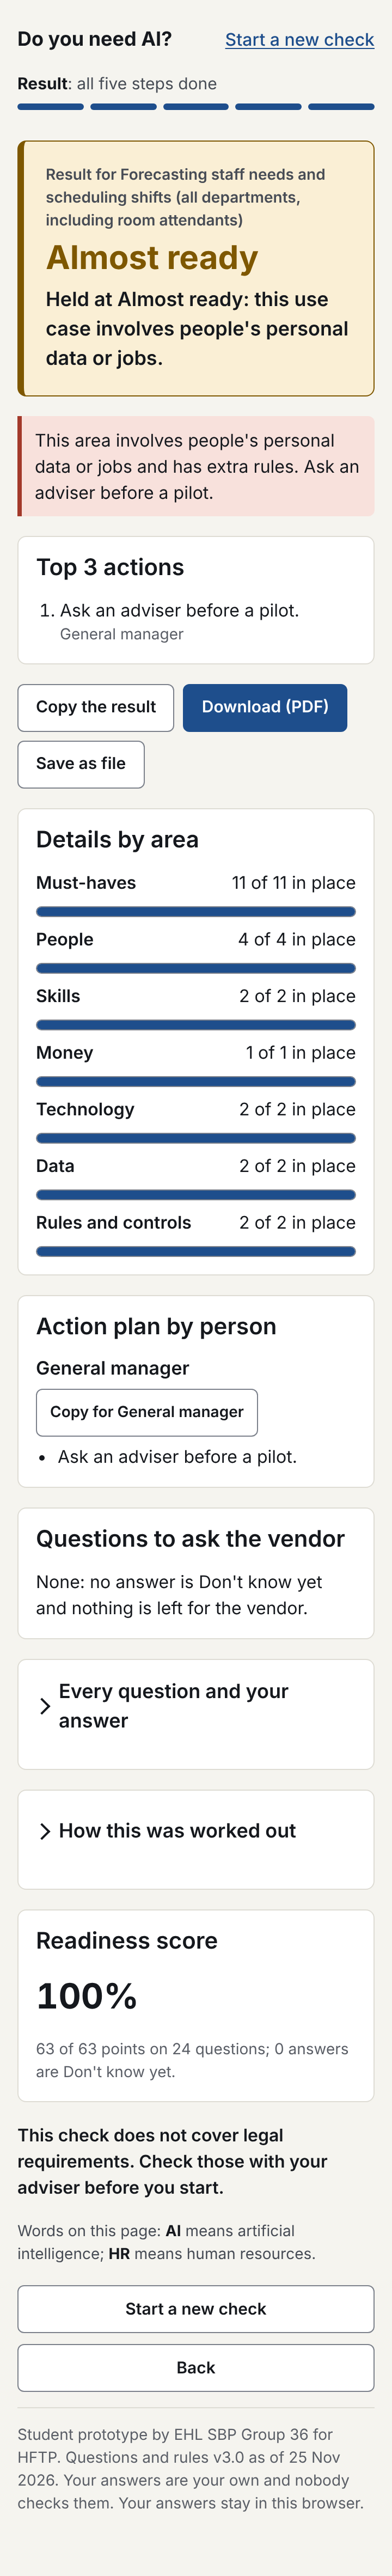 Do you need AI?
Start a new check
Result: all five steps done
Result for Forecasting staff needs and
scheduling shifts (all departments,
including room attendants)
Almost ready
Held at Almost ready: this use
case involves people's personal
data or jobs.
This area involves people's personal
data or jobs and has extra rules. Ask an
adviser before a pilot.
Top 3 actions
1. Ask an adviser before a pilot.
General manager
Copy the result
Download (PDF)
Save as file
Details by area
Must-haves 11 of 11 in place
People 4 of 4 in place
Skills 2 of 2 in place
Money 1 of 1 in place
Technology 2 of 2 in place
Data 2 of 2 in place
Rules and controls 2 of 2 in place
Action plan by person
General manager
Copy for General manager
• Ask an adviser before a pilot.
Questions to ask the vendor
None: no answer is Don't know yet
and nothing is left for the vendor.
Every question and your
answer
How this was worked out
Readiness score
100%
63 of 63 points on 24 questions; 0 answers
are Don't know yet.
This check does not cover legal
requirements. Check those with your
adviser before you start.
Words on this page: AI means artificial
intelligence; HR means human resources.
Start a new check
Back
Student prototype by EHL SBP Group 36 for
HFTP. Questions and rules v3.0 as of 25 Nov
2026. Your answers are your own and nobody
checks them. Your answers stay in this browser.